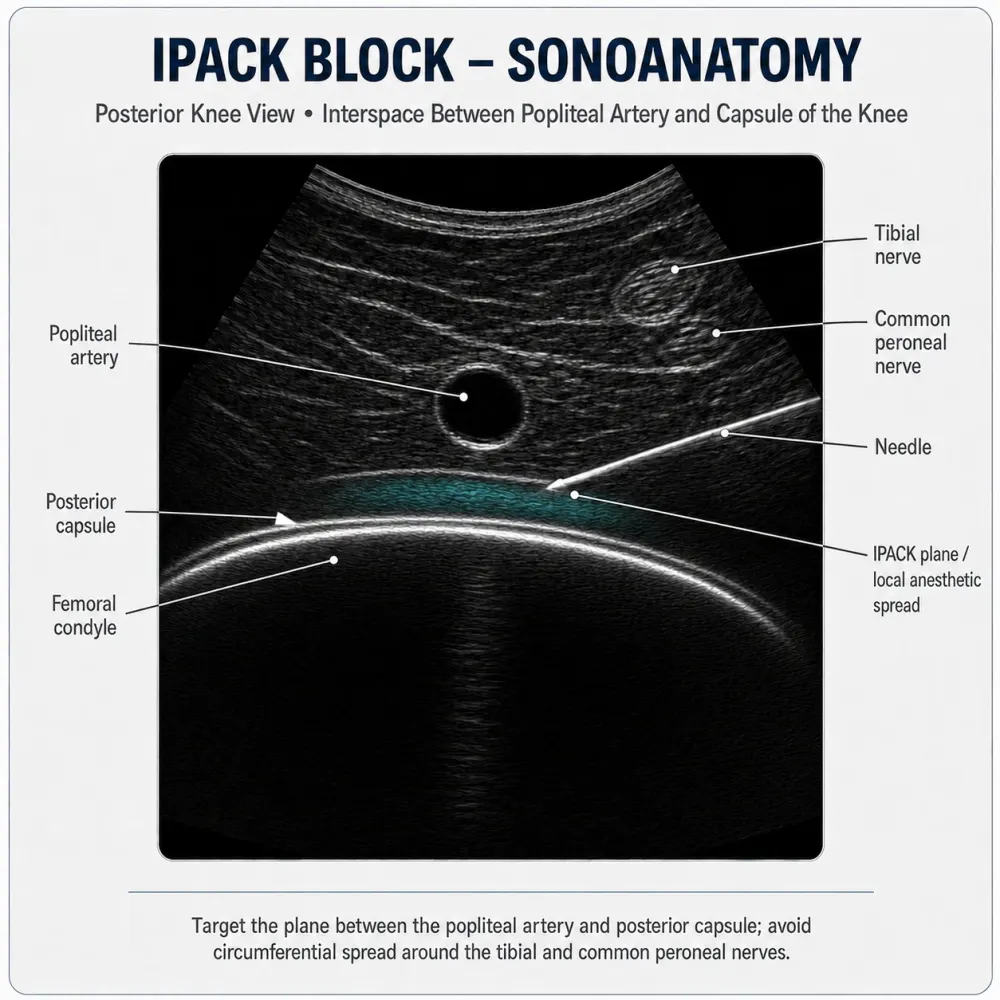 IPACK BLOCK – SONOANATOMY
Posterior Knee View • Interspace Between Popliteal Artery and Capsule of the Knee
Tibial
nerve
Popliteal
artery
Common
peroneal
nerve
Needle
Posterior
capsule
IPACK plane /
local anesthetic
spread
Femoral
condyle
Target the plane between the popliteal artery and posterior capsule; avoid
circumferential spread around the tibial and common peroneal nerves.